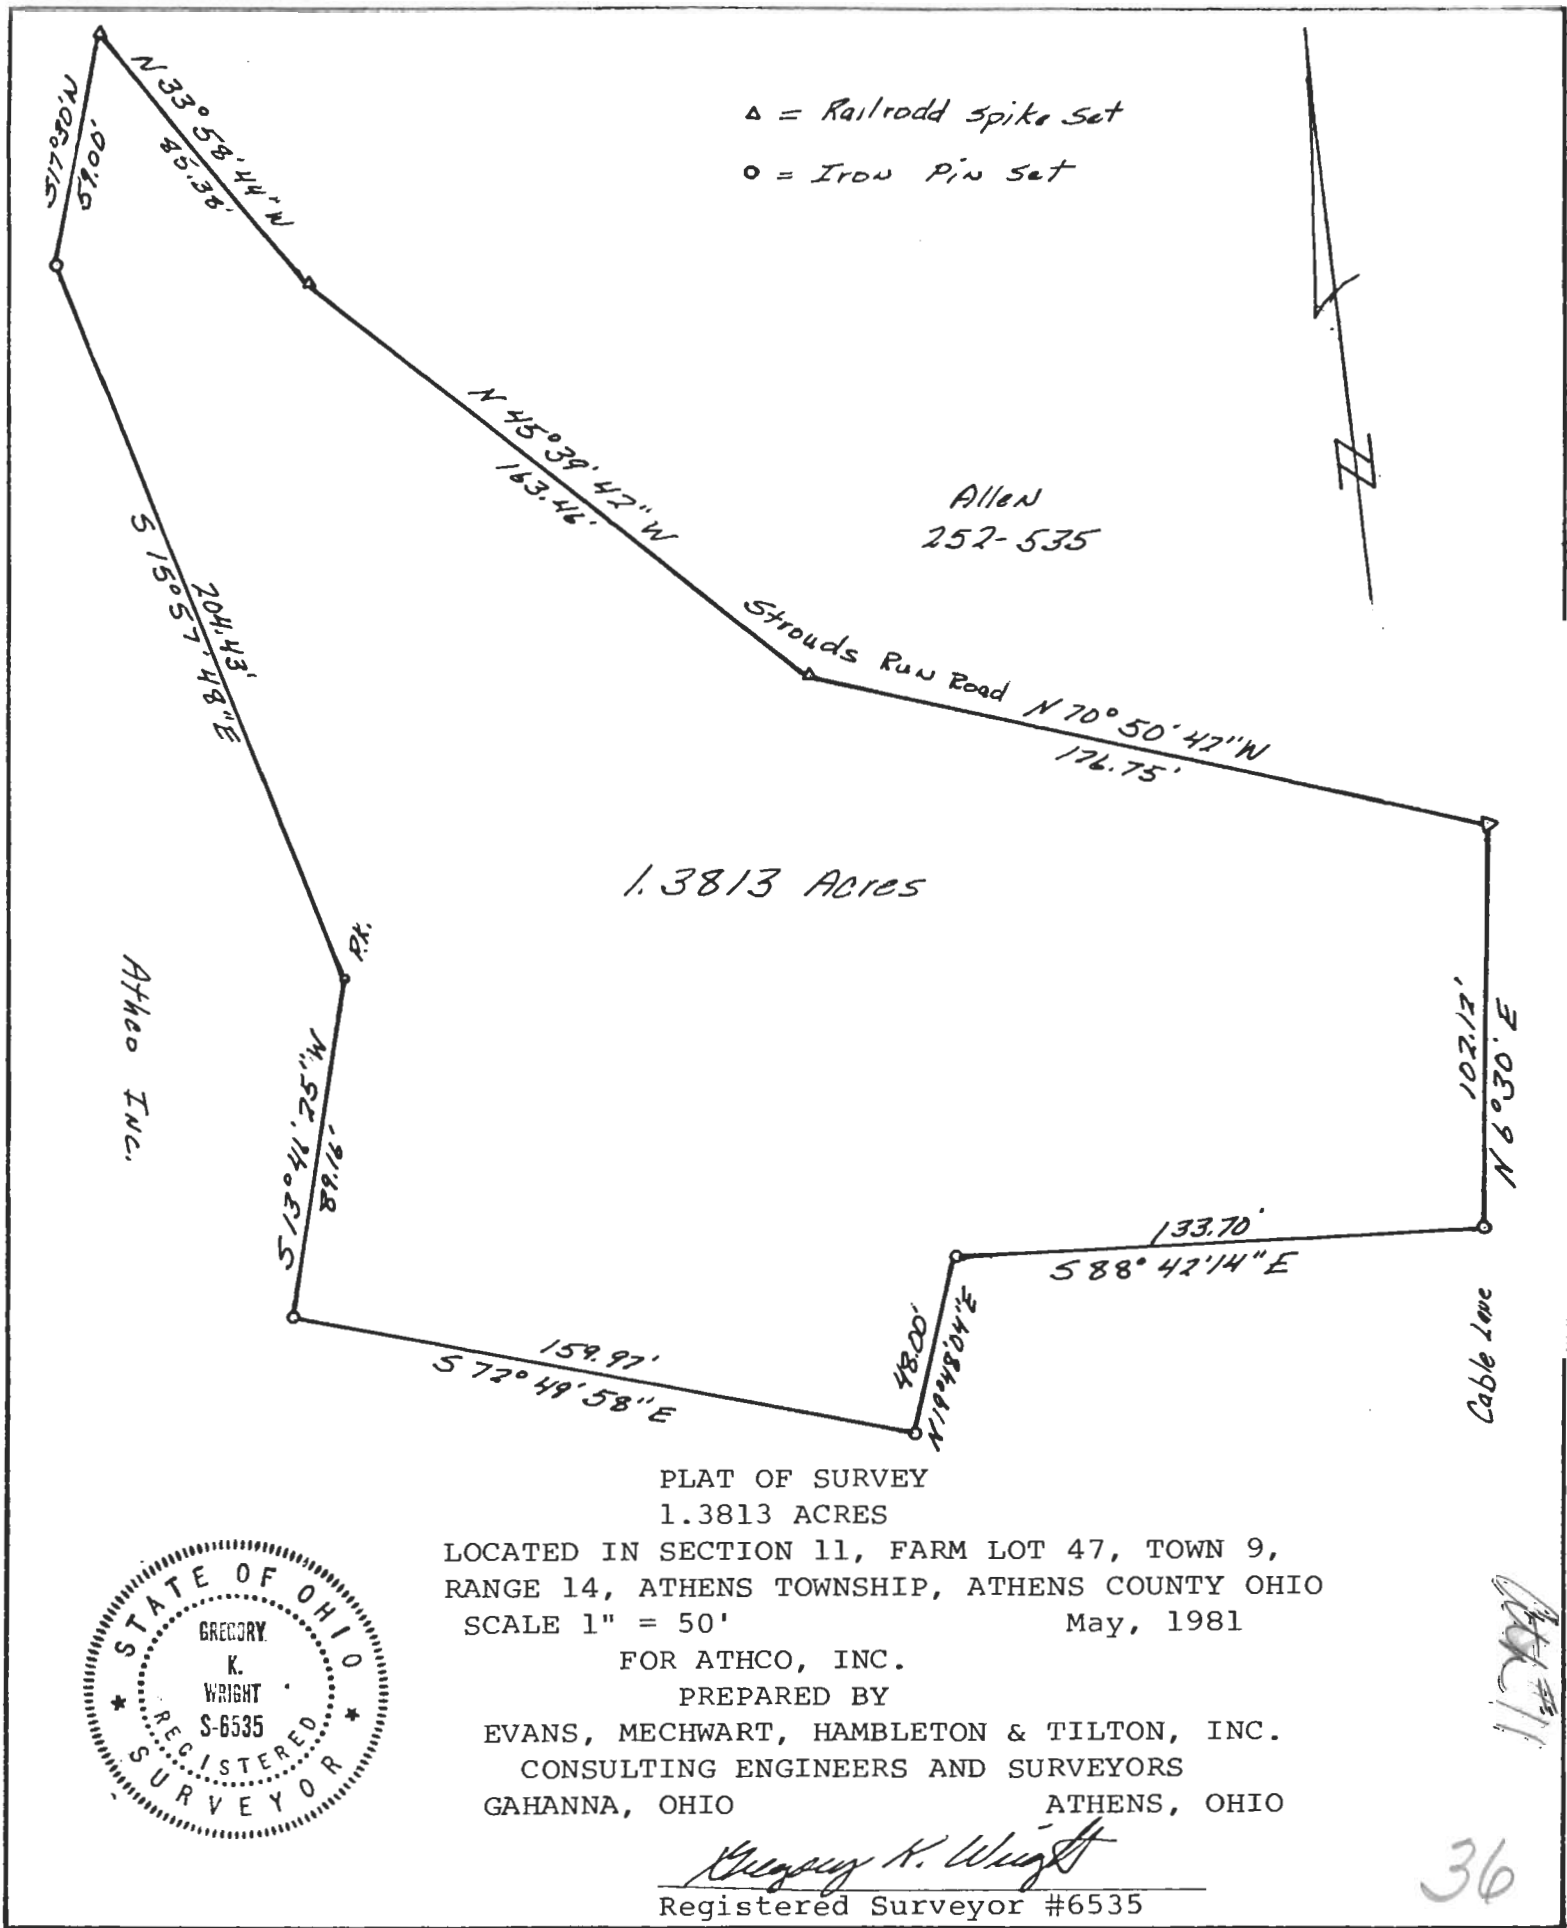 N 33° 58' 44" W
85.38'
S17°30'W
59.00'
△ = Railrodd spike set
○ = Iron Pin set
N 45° 39' 42" W
163.46'
Allen
252-535
S 15° 57' 48" E
204.43'
Strouds Run Road
N 70° 50' 42" W
176.75'
1.3813 Acres
P.K.
Athco Inc.
S 13° 41' 25" W
89.16'
102.12'
N 6° 30' E
133.70'
S 88° 42' 14" E
48.00'
N 19° 48' 04" E
159.97'
S 72° 49' 58" E
Cable Lane
PLAT OF SURVEY
1.3813 ACRES
LOCATED IN SECTION 11, FARM LOT 47, TOWN 9,
RANGE 14, ATHENS TOWNSHIP, ATHENS COUNTY OHIO
SCALE 1" = 50' May, 1981
FOR ATHCO, INC.
PREPARED BY
EVANS, MECHWART, HAMBLETON & TILTON, INC.
CONSULTING ENGINEERS AND SURVEYORS
GAHANNA, OHIO ATHENS, OHIO
STATE OF OHIO
GREGORY
K.
WRIGHT
S-6535
REGISTERED
SURVEYOR
Gregory K. Wright
Registered Surveyor #6535
36